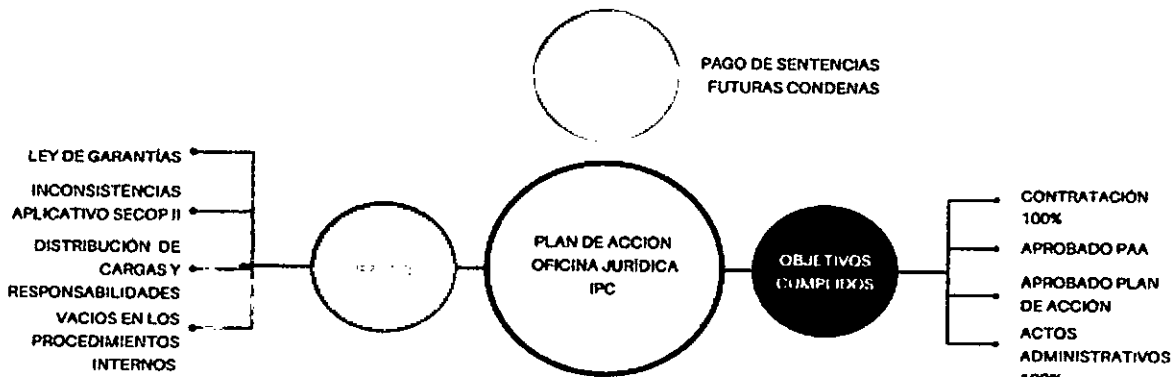 PAGO DE SENTENCIAS
FUTURAS CONDENAS
LEY DE GARANTÍAS
INCONSISTENCIAS
APLICATIVO SECOP II
DISTRIBUCIÓN DE
CARGAS Y
RESPONSABILIDADES
VACIOS EN LOS
PROCEDIMIENTOS
INTERNOS
PLAN DE ACCION
OFICINA JURÍDICA
IPC
OBJETIVOS
CUMPLIDOS
CONTRATACIÓN
100%
APROBADO PAA
APROBADO PLAN
DE ACCIÓN
ACTOS
ADMINISTRATIVOS